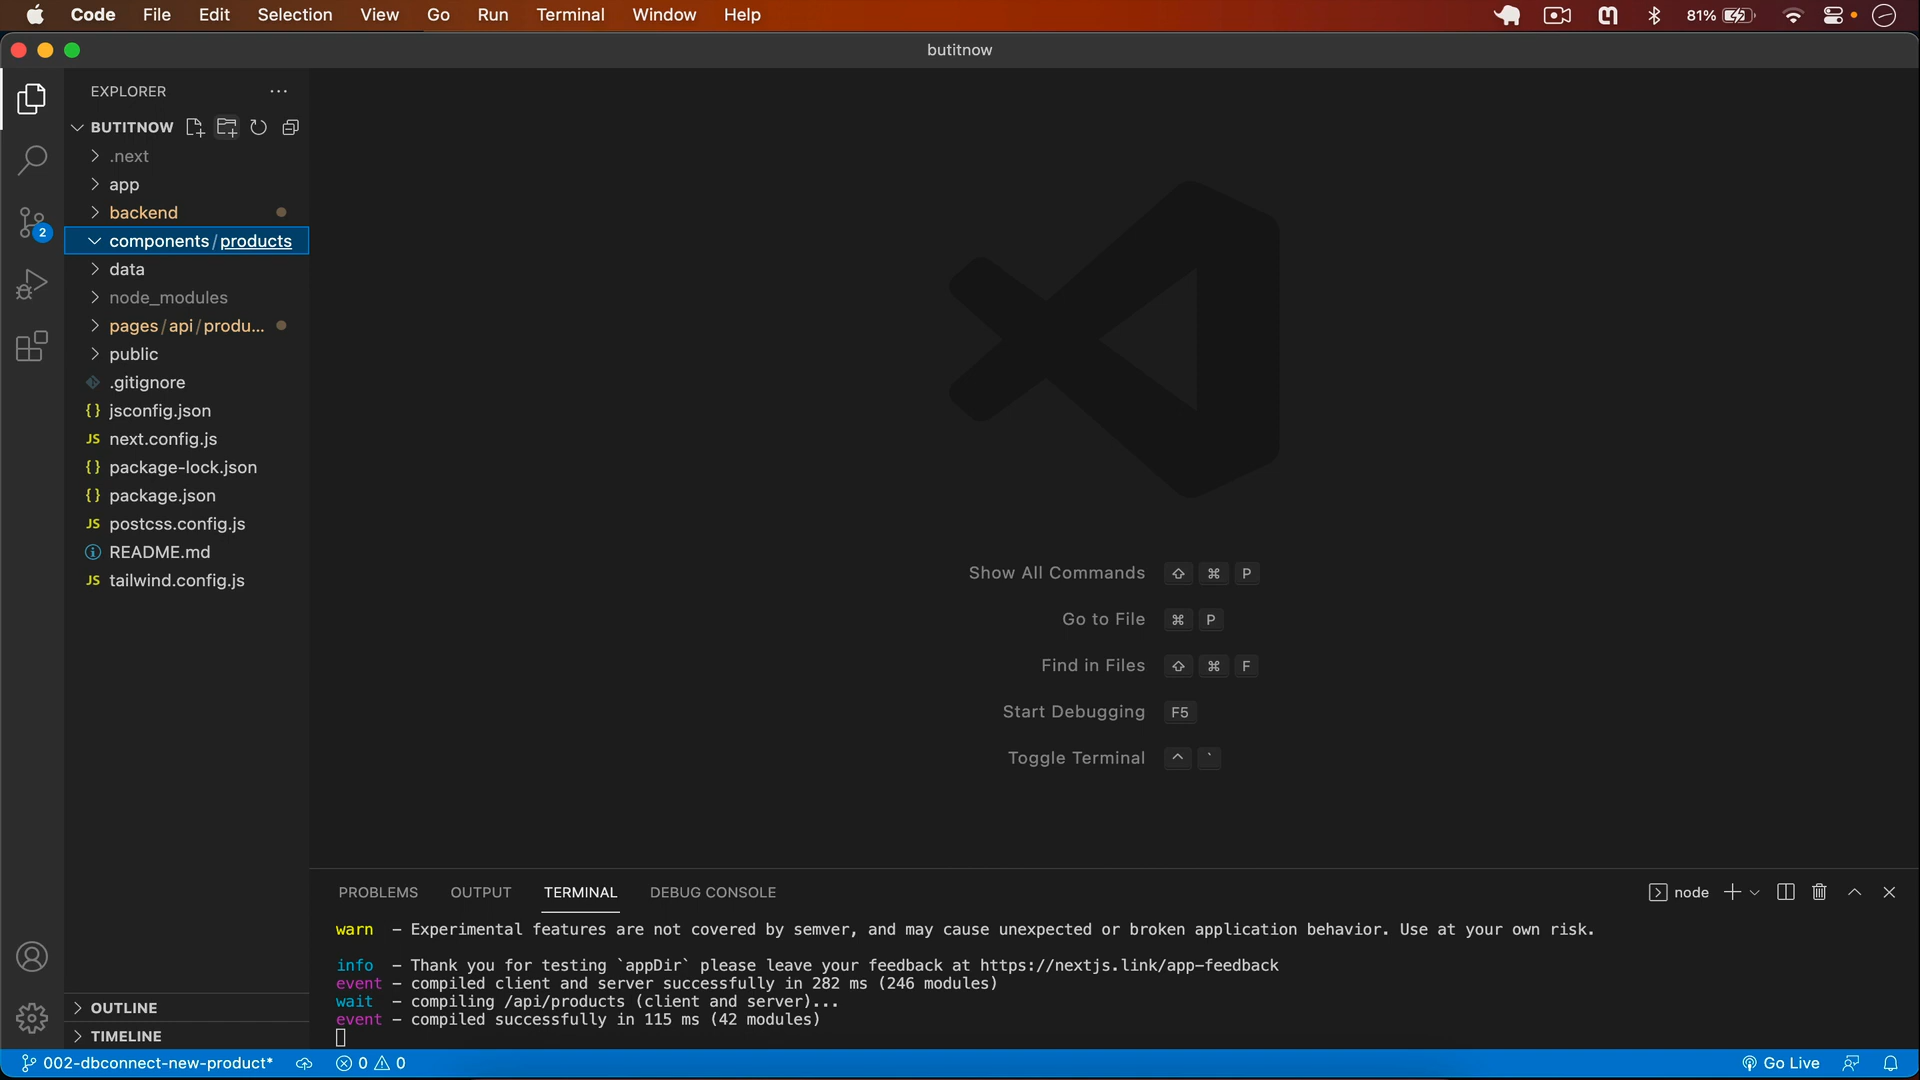 Code File Edit Selection View Go Run Terminal Window Help 81%
butitnow
EXPLORER
BUTITNOW
.next
app
backend
2
components/products
data
node_modules
pages/api/produ...
public
.gitignore
{} jsconfig.json
JS next.config.js
{} package-lock.json
{} package.json
JS postcss.config.js
README.md
JS tailwind.config.js
OUTLINE
TIMELINE
Show All Commands ⇧ ⌘ P
Go to File ⌘ P
Find in Files ⇧ ⌘ F
Start Debugging F5
Toggle Terminal ^ `
PROBLEMS OUTPUT TERMINAL DEBUG CONSOLE node
warn - Experimental features are not covered by semver, and may cause unexpected or broken application behavior. Use at your own risk.
info - Thank you for testing `appDir` please leave your feedback at https://nextjs.link/app-feedback
event - compiled client and server successfully in 282 ms (246 modules)
wait - compiling /api/products (client and server)...
event - compiled successfully in 115 ms (42 modules)
002-dbconnect-new-product* 0 0 Go Live